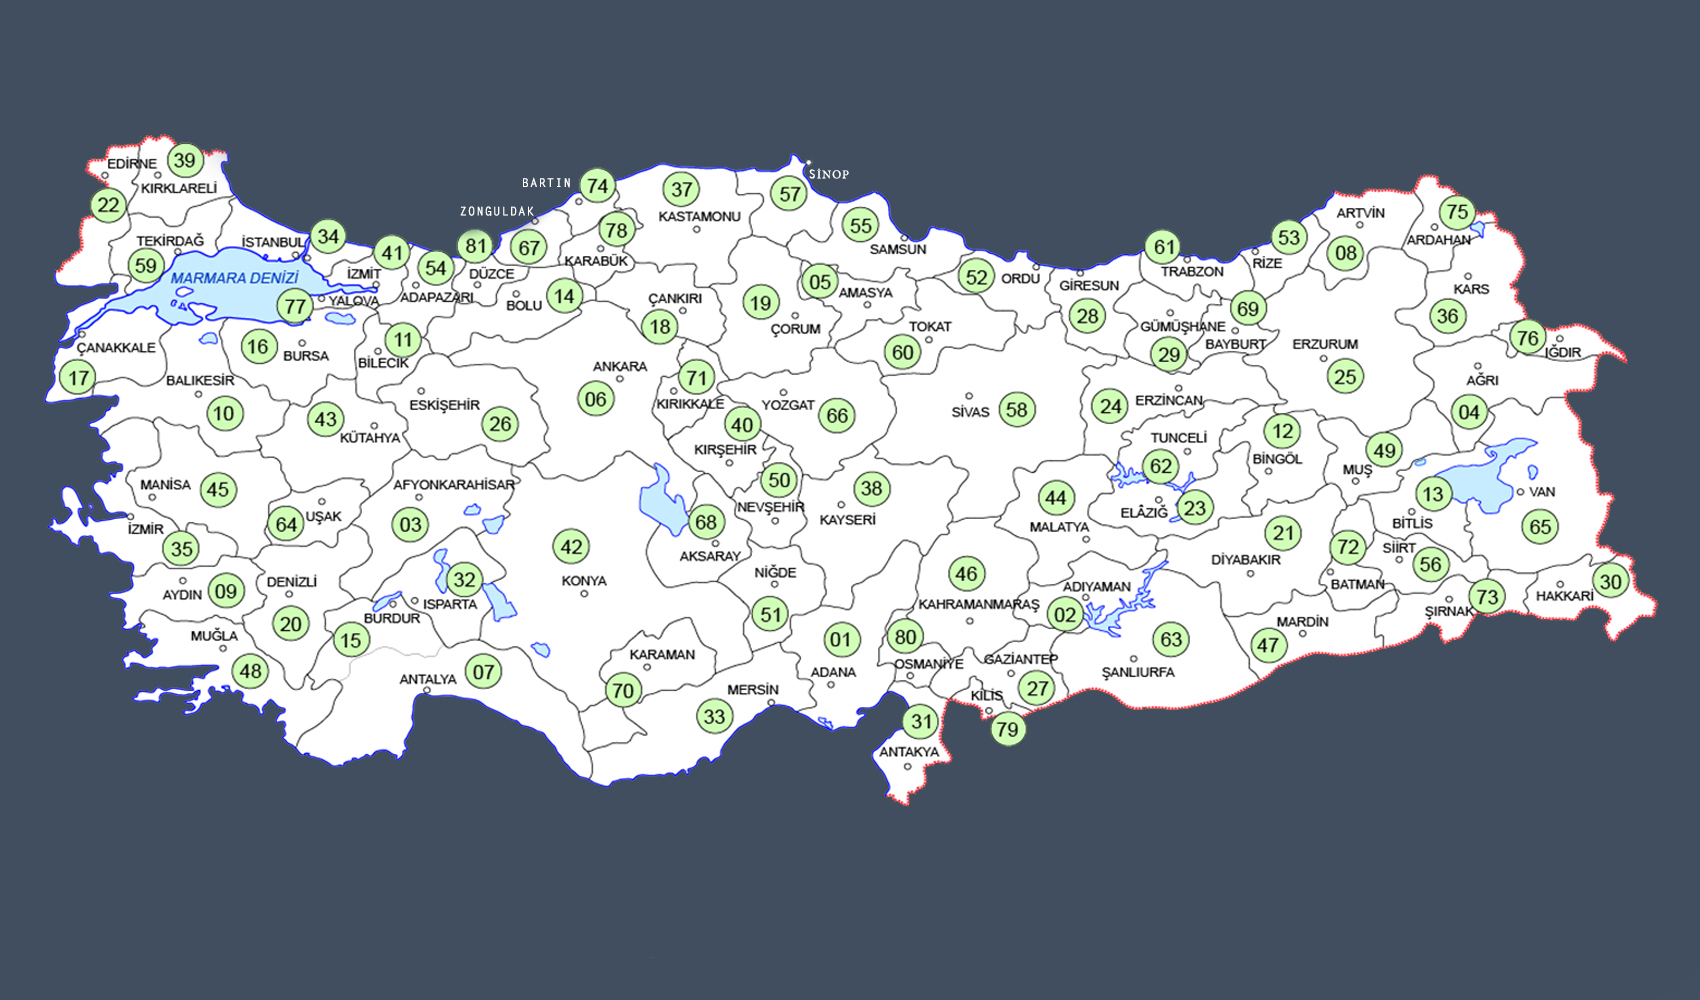 EDİRNE
39
KIRKLARELİ
22
TEKİRDAĞ
59
İSTANBUL
34
MARMARA DENİZİ
77
YALOVA
İZMİT
41
54
ADAPAZARI
81
DÜZCE
ZONGULDAK
67
BARTIN
74
78
KARABÜK
37
KASTAMONU
57
SİNOP
55
SAMSUN
BOLU
14
ÇANKIRI
18
19
ÇORUM
05
AMASYA
52
ORDU
GİRESUN
28
61
TRABZON
53
RİZE
ARTVİN
08
75
ARDAHAN
KARS
36
76
IĞDIR
ÇANAKKALE
17
16
BURSA
11
BİLECİK
BALIKESİR
10
43
KÜTAHYA
ESKİŞEHİR
26
ANKARA
06
71
KIRIKKALE
40
KIRŞEHİR
YOZGAT
66
TOKAT
60
SİVAS
58
GÜMÜŞHANE
29
69
BAYBURT
24
ERZİNCAN
ERZURUM
25
AĞRI
04
TUNCELİ
62
12
BİNGÖL
49
MUŞ
13
BİTLİS
VAN
65
MANİSA
45
İZMİR
35
64
UŞAK
AFYONKARAHİSAR
03
42
KONYA
68
AKSARAY
50
NEVŞEHİR
38
KAYSERİ
44
MALATYA
ELÂZIĞ
23
21
DİYABAKIR
72
BATMAN
SİİRT
56
73
ŞIRNAK
30
HAKKARİ
AYDIN
09
DENİZLİ
20
MUĞLA
48
15
BURDUR
32
ISPARTA
ANTALYA
07
KARAMAN
70
NİĞDE
51
MERSİN
33
01
ADANA
46
KAHRAMANMARAŞ
80
OSMANİYE
ADIYAMAN
02
GAZİANTEP
27
KİLİS
79
63
ŞANLIURFA
MARDİN
47
31
ANTAKYA